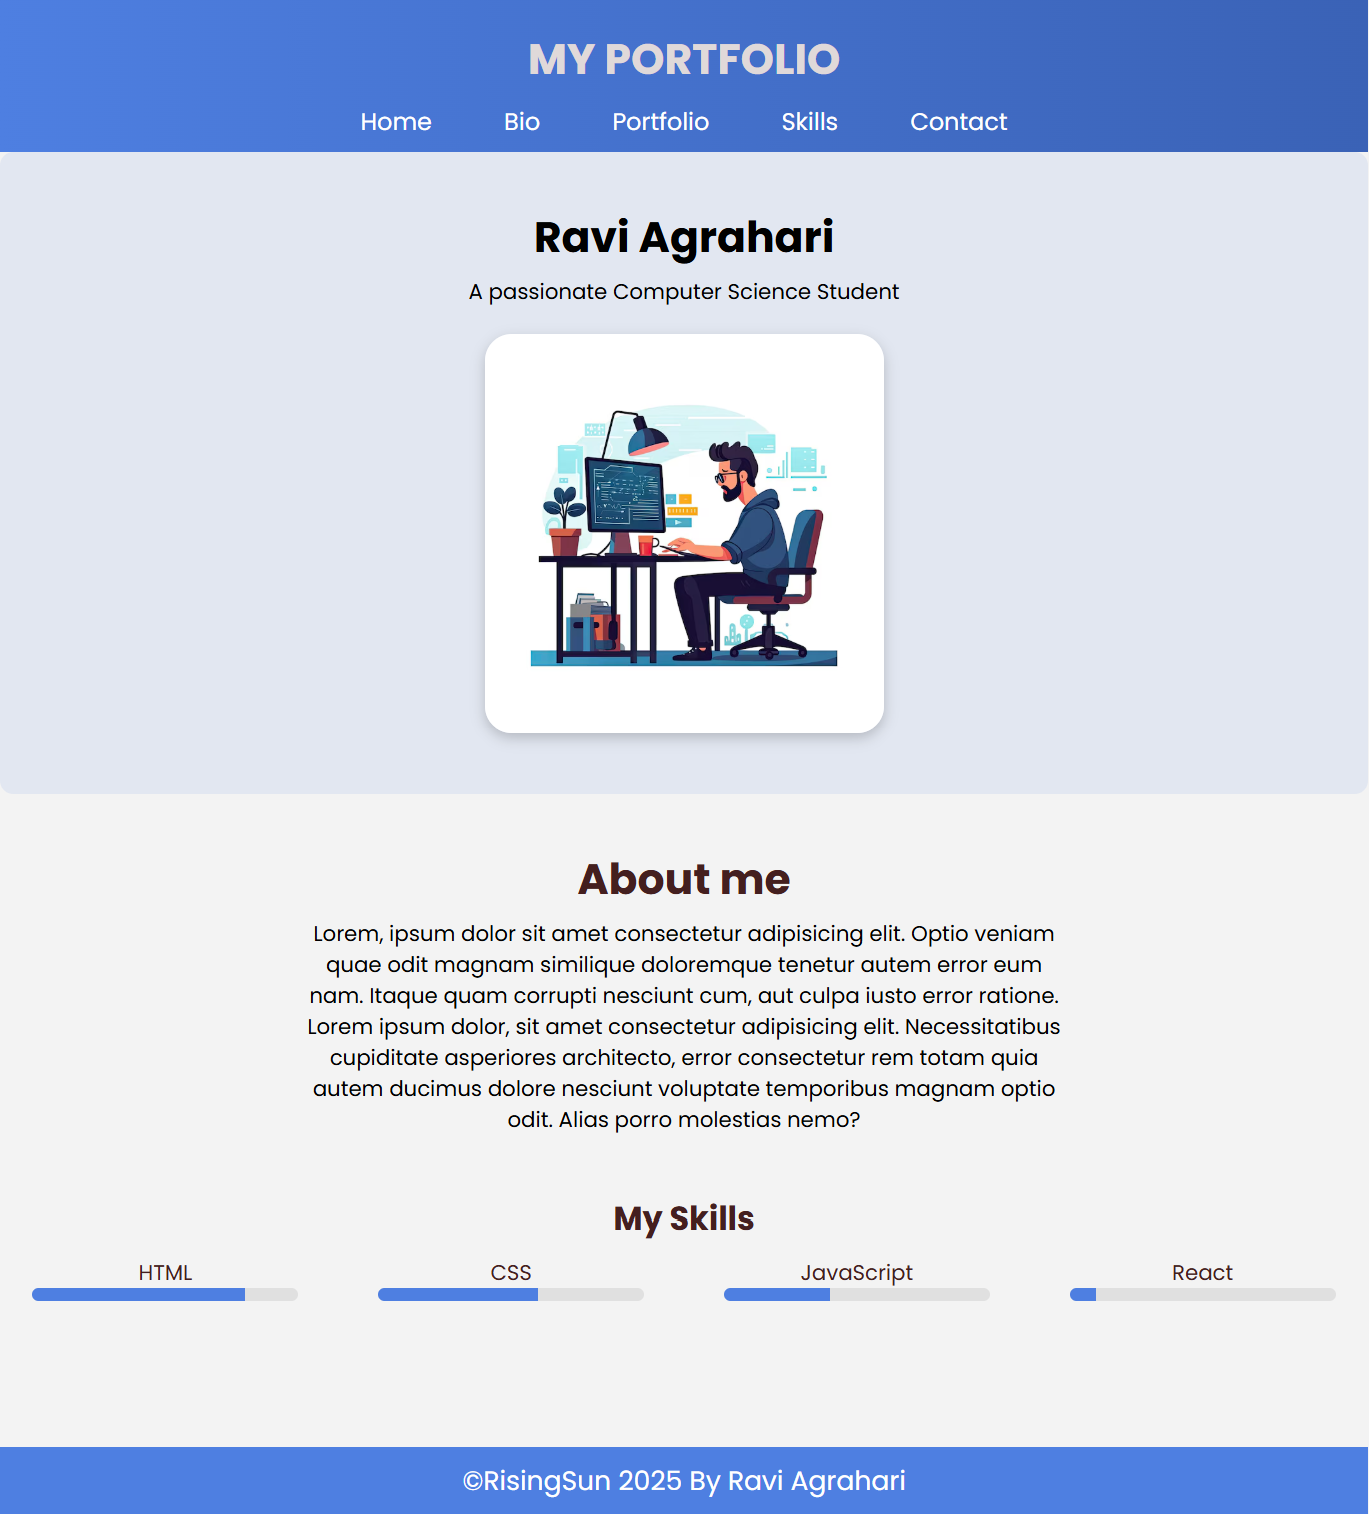 MY PORTFOLIO
Home Bio Portfolio Skills Contact
Ravi Agrahari
A passionate Computer Science Student
About me
Lorem, ipsum dolor sit amet consectetur adipisicing elit. Optio veniam
quae odit magnam similique doloremque tenetur autem error eum
nam. Itaque quam corrupti nesciunt cum, aut culpa iusto error ratione.
Lorem ipsum dolor, sit amet consectetur adipisicing elit. Necessitatibus
cupiditate asperiores architecto, error consectetur rem totam quia
autem ducimus dolore nesciunt voluptate temporibus magnam optio
odit. Alias porro molestias nemo?
My Skills
HTML CSS JavaScript React
©RisingSun 2025 By Ravi Agrahari